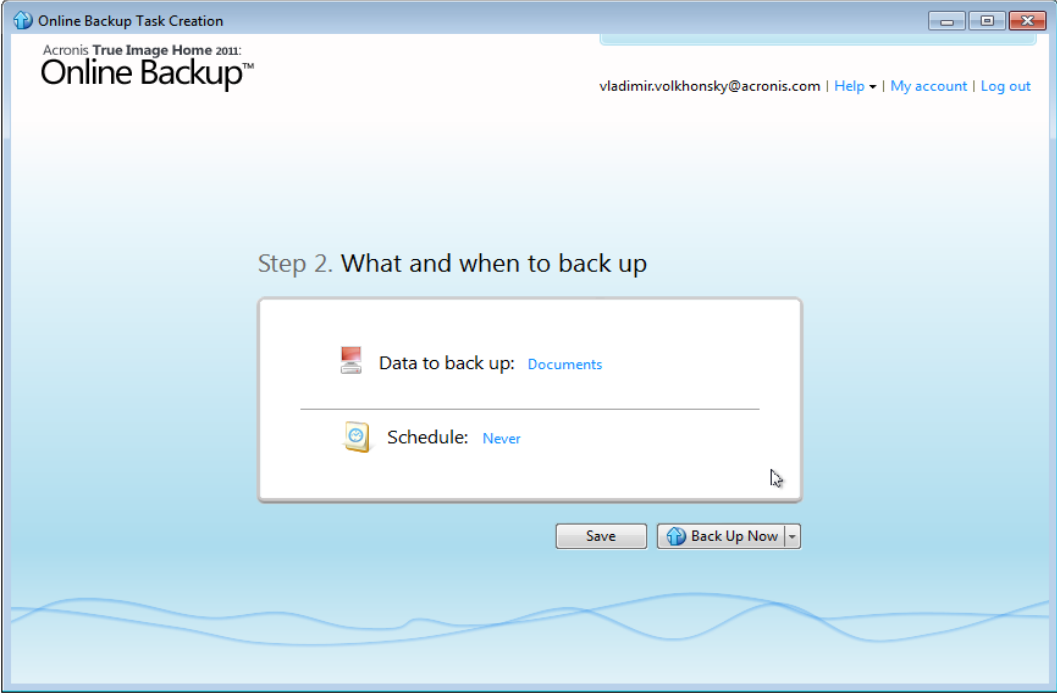 Online Backup Task Creation
Acronis True Image Home 2011:
Online Backup™
vladimir.volkhonsky@acronis.com | Help | My account | Log out
Step 2. What and when to back up
Data to back up: Documents
Schedule: Never
Save Back Up Now